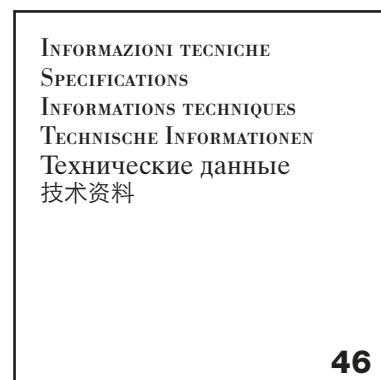 Informazioni tecniche
Specifications
Informations techniques
Technische Informationen
Технические данные
技术资料
46